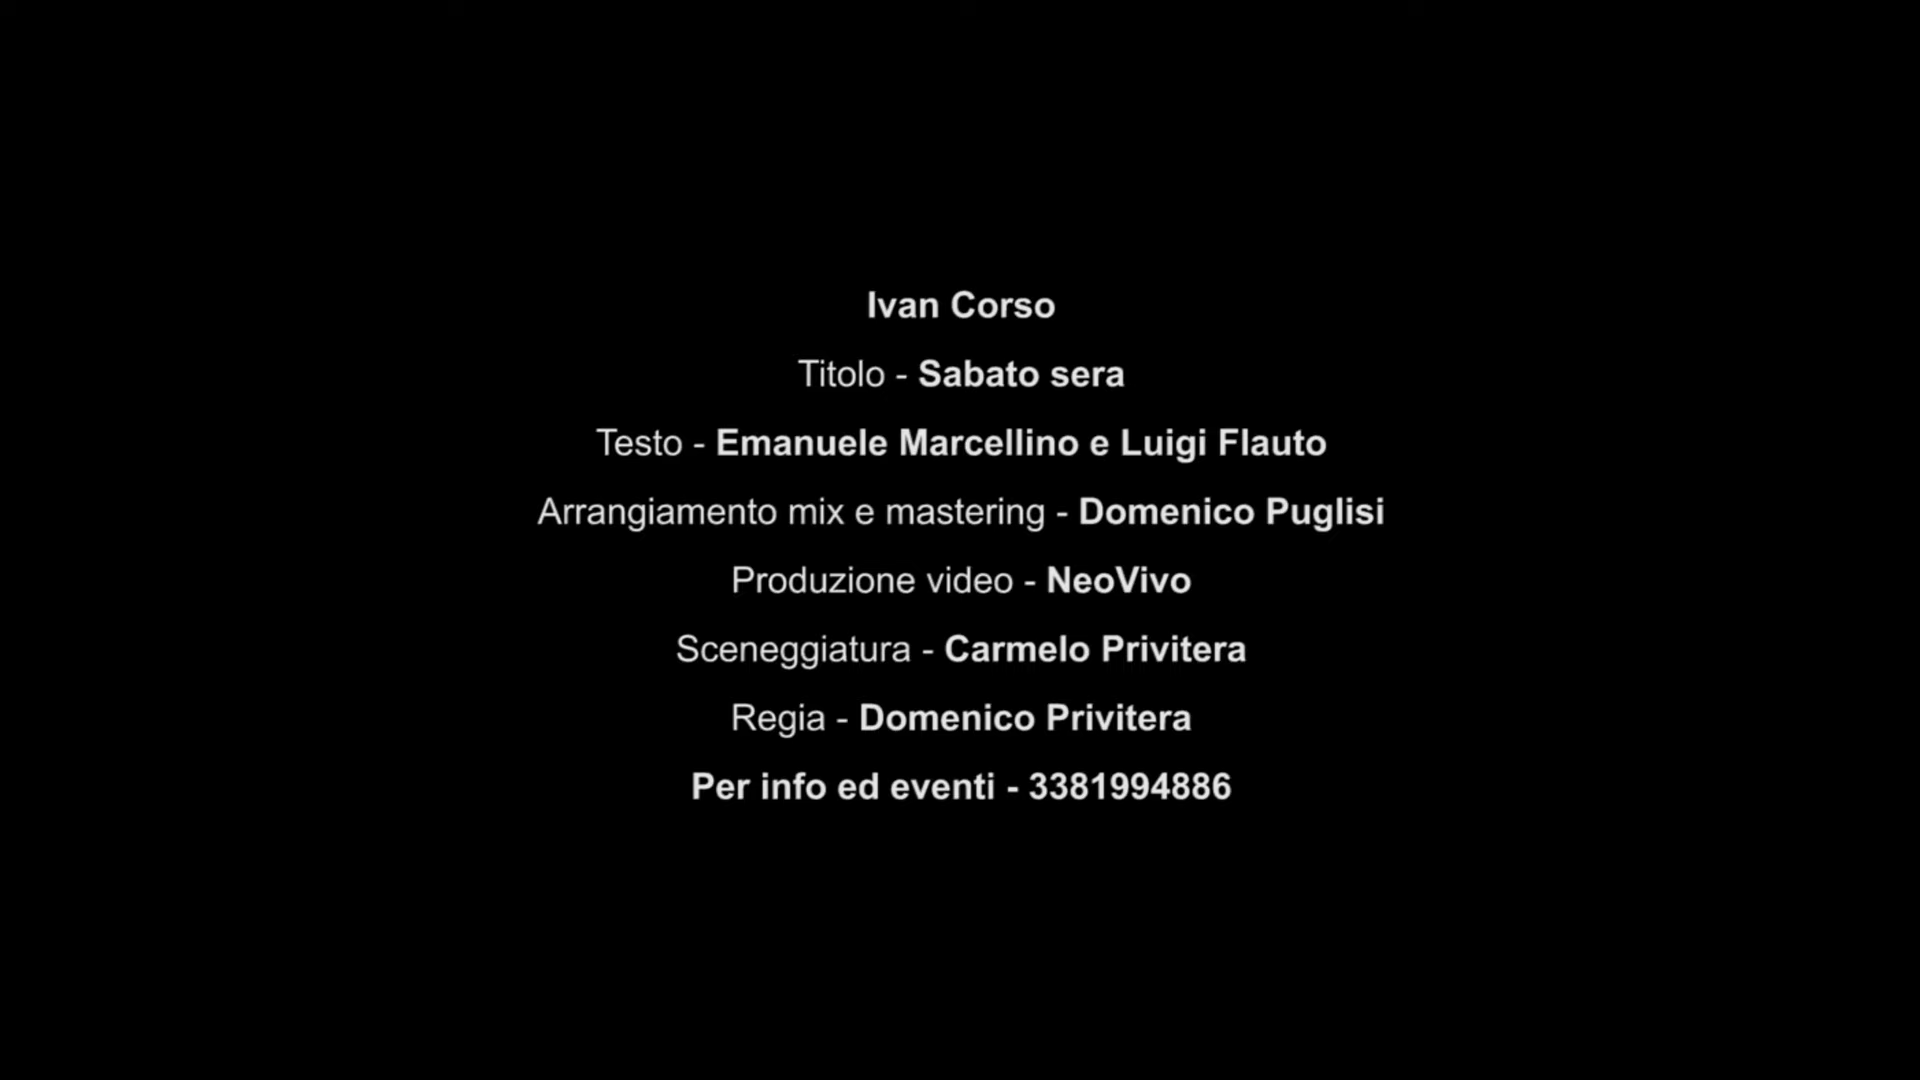 Ivan Corso
Titolo - Sabato sera
Testo - Emanuele Marcellino e Luigi Flauto
Arrangiamento mix e mastering - Domenico Puglisi
Produzione video - NeoVivo
Sceneggiatura - Carmelo Privitera
Regia - Domenico Privitera
Per info ed eventi - 3381994886